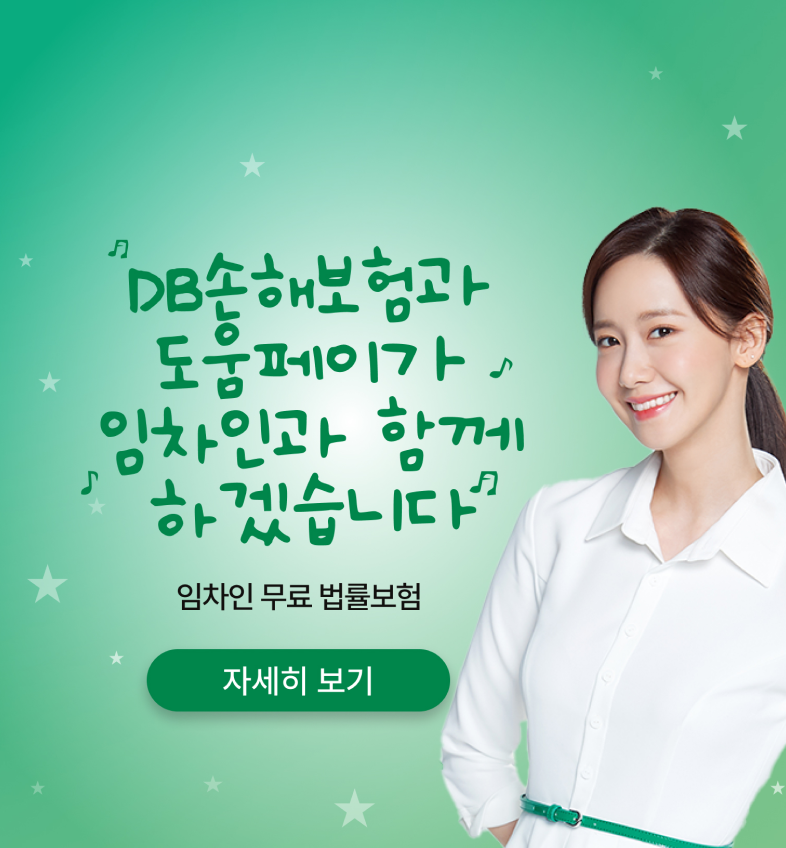 DB손해보험과
도움페이가
임차인과 함께
하겠습니다
임차인 무료 법률보험
자세히 보기